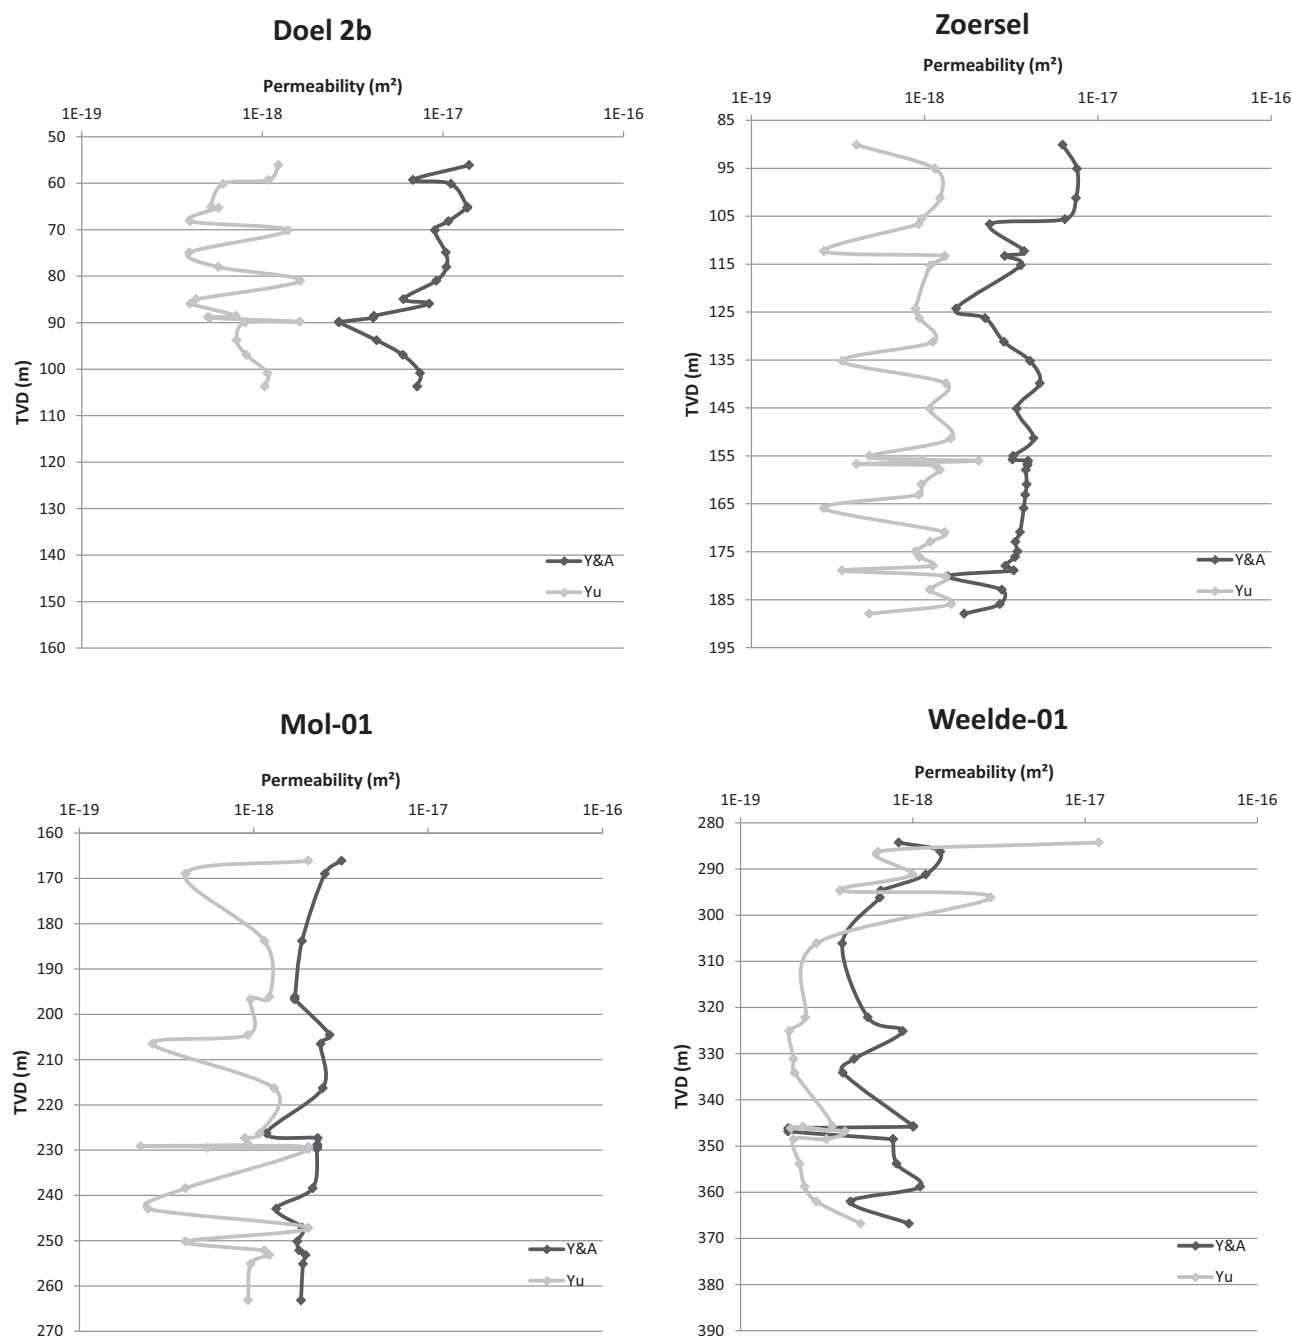 Doel 2b
Permeability (m²)
1E-19 1E-18 1E-17 1E-16
50
60
70
80
90
100
110
120
130
140
150
160
TVD (m)
Y&A
Yu
Zoersel
Permeability (m²)
1E-19 1E-18 1E-17 1E-16
85
95
105
115
125
135
145
155
165
175
185
195
TVD (m)
Y&A
Yu
Mol-01
Permeability (m²)
1E-19 1E-18 1E-17 1E-16
160
170
180
190
200
210
220
230
240
250
260
270
TVD (m)
Y&A
Yu
Weelde-01
Permeability (m²)
1E-19 1E-18 1E-17 1E-16
280
290
300
310
320
330
340
350
360
370
380
390
TVD (m)
Y&A
Yu